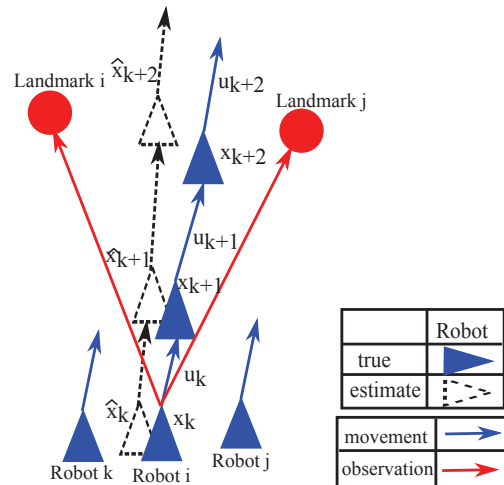 x̂k+2
Landmark i
uk+2
Landmark j
xk+2
x̂k+1
uk+1
xk+1
uk
x̂k
xk
Robot k
Robot i
Robot j
Robot
true
estimate
movement
observation